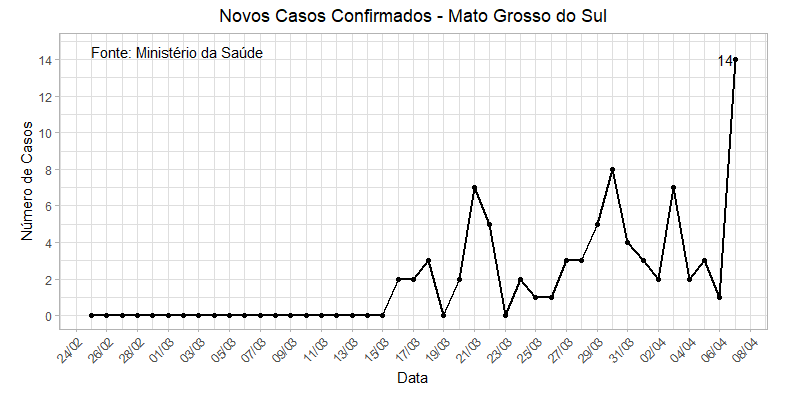 Novos Casos Confirmados - Mato Grosso do Sul
Fonte: Ministério da Saúde
14
14
12
10
8
6
4
2
0
Número de Casos
24/02 26/02 28/02 01/03 03/03 05/03 07/03 09/03 11/03 13/03 15/03 17/03 19/03 21/03 23/03 25/03 27/03 29/03 31/03 02/04 04/04 06/04 08/04
Data